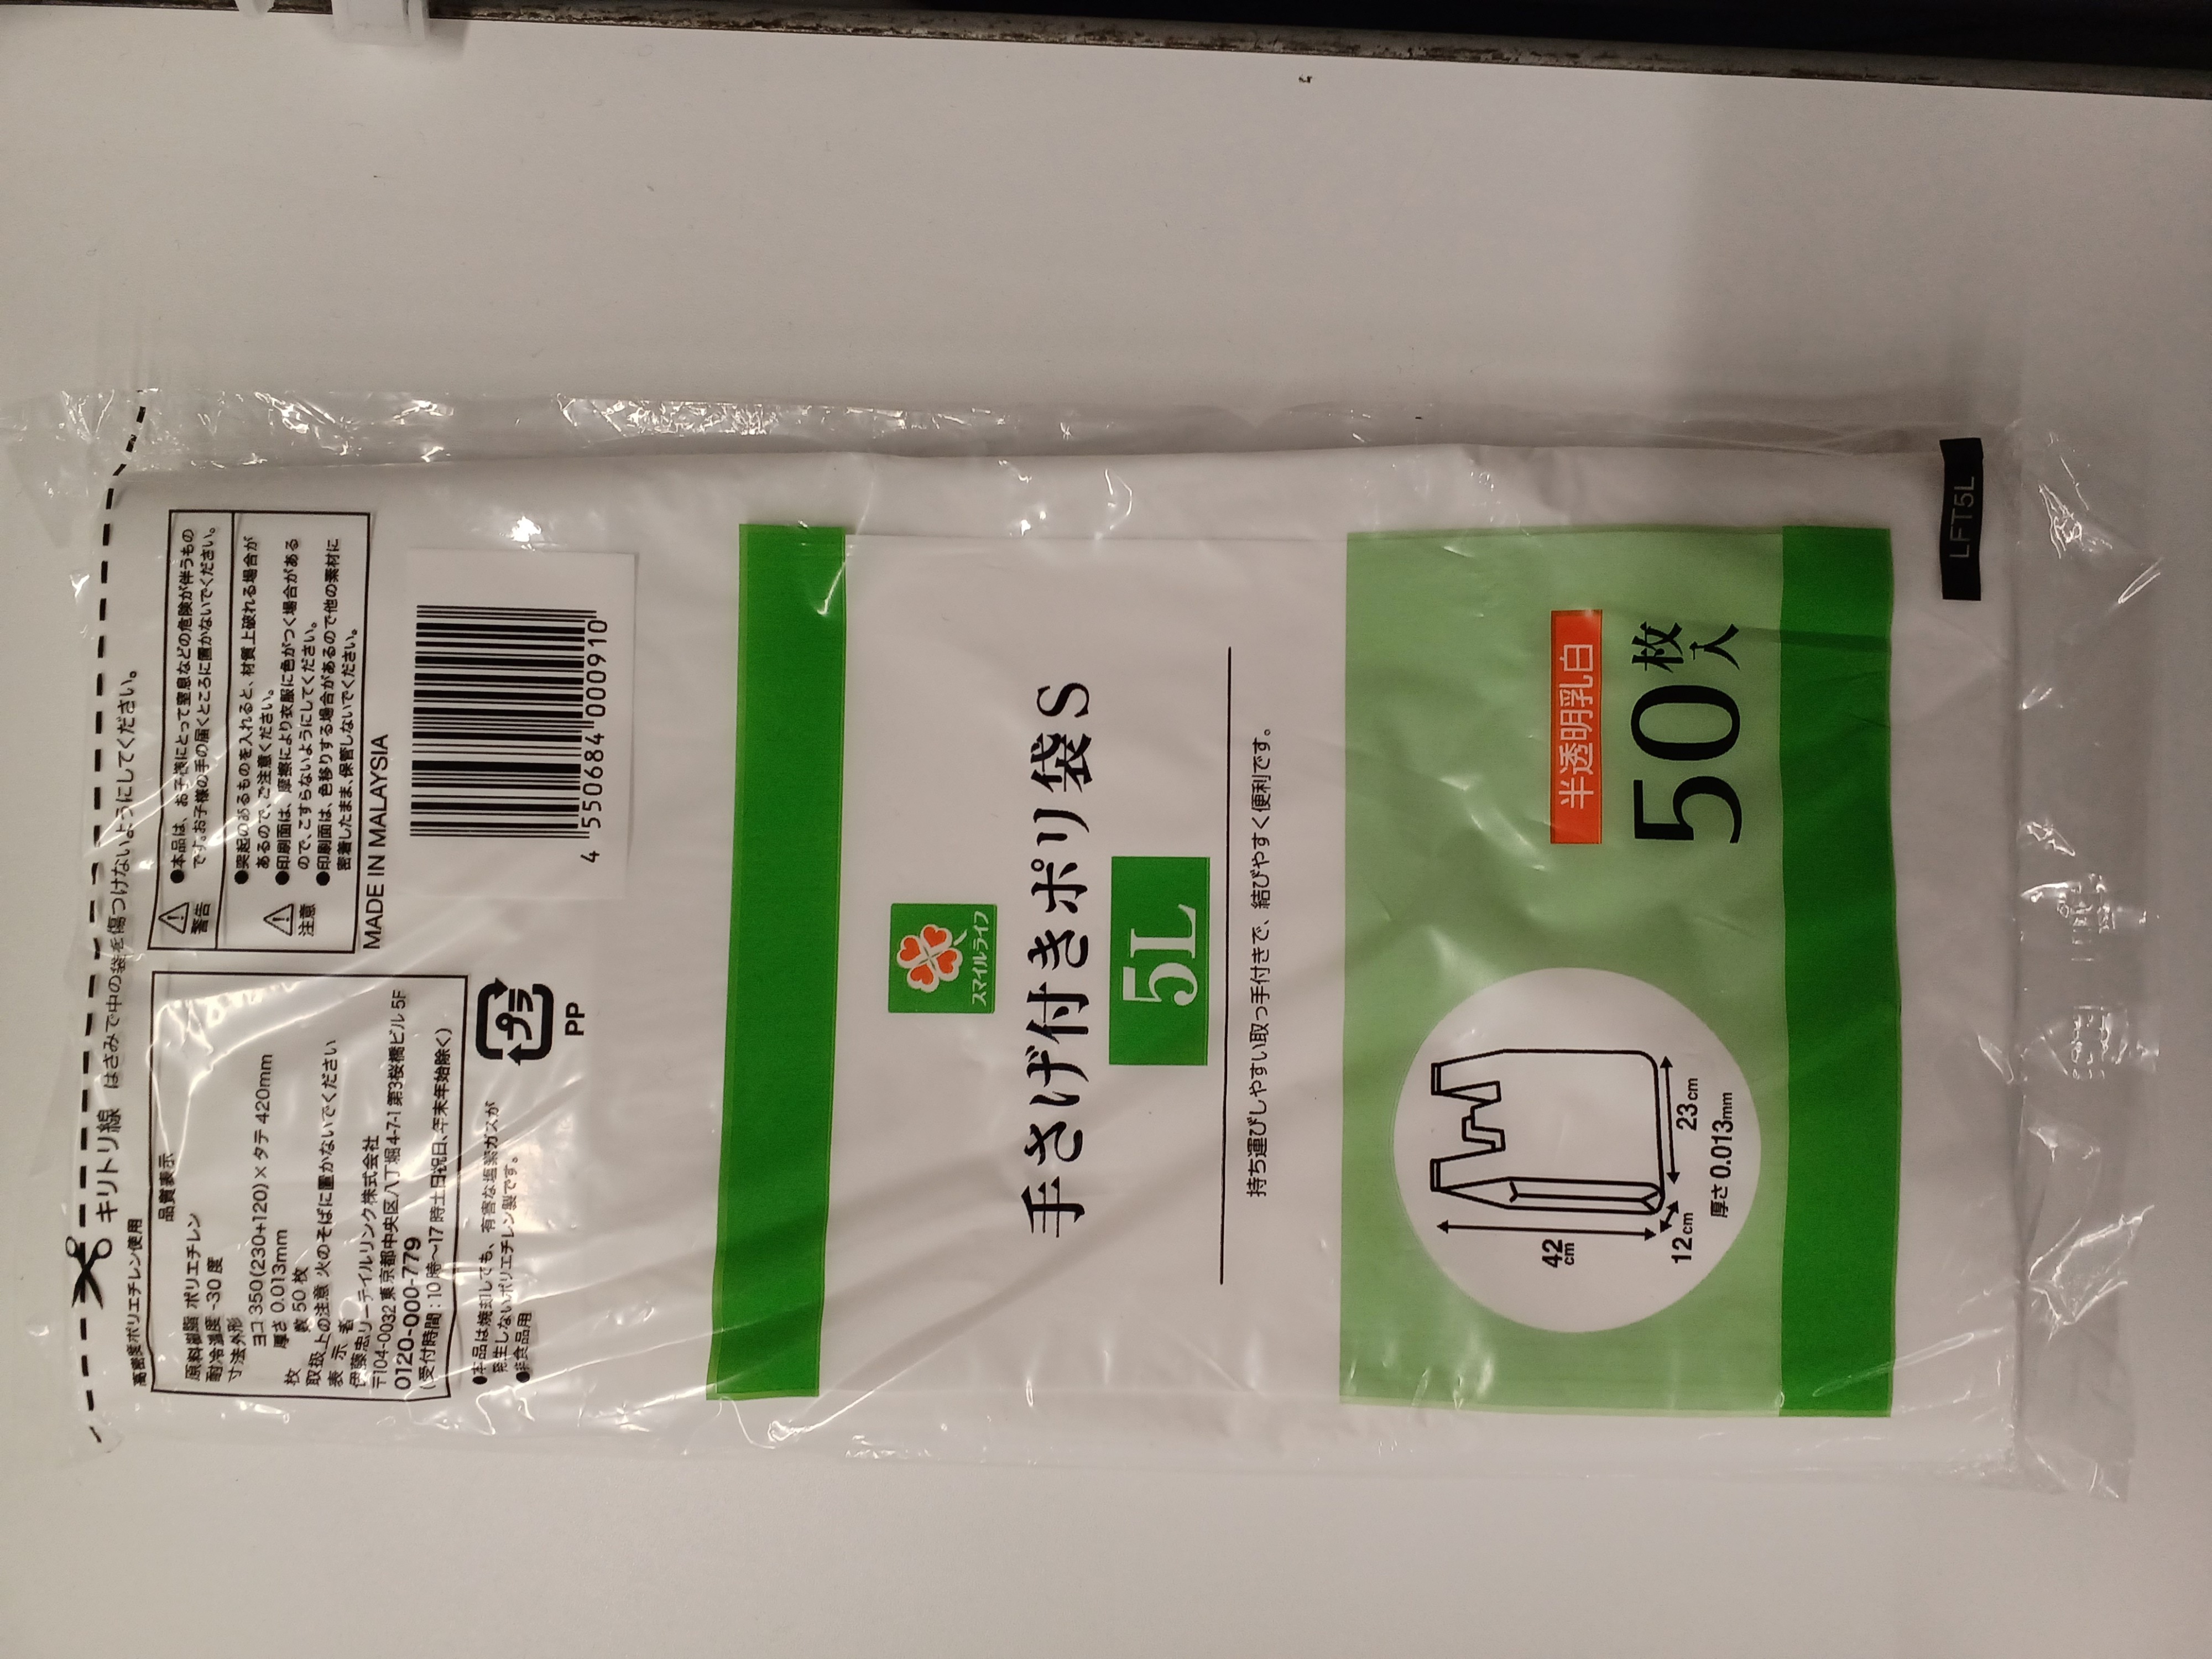 キリトリ線 はさみで中の袋を傷つけないようにしてください。
高密度ポリエチレン使用
品質表示
原料樹脂 ポリエチレン
耐冷温度 -30 度
寸法外形
ヨコ 350(230+120)×タテ 420mm
厚さ 0.013mm
枚 数 50 枚
取扱上の注意 火のそばに置かないでください
表示者
伊藤忠リーテイルリンク株式会社
〒104-0032 東京都中央区八丁堀 4-7-1 第3桜橋ビル 5F
0120-000-779
(受付時間:10 時〜17 時土日祝日、年末年始除く)
●本品は焼却しても、有害な塩素ガスが
発生しないポリエチレン製です。
●非食品用
プラ
PP
警告
●本品は、お子様にとって窒息などの危険が伴うもの
です。お子様の手の届くところに置かないでください。
注意
●突起のあるものを入れると、材質上破れる場合が
あるので、ご注意ください。
●印刷面は、摩擦により衣服に色がつく場合がある
ので、こすらないようにしてください。
●印刷面は、色移りする場合があるので他の素材に
密着したまま、保管しないでください。
MADE IN MALAYSIA
4 550684 000910
スマイルライフ
手さげ付きポリ袋S
5L
持ち運びしやすい取っ手付きで、結びやすく便利です。
半透明乳白
50枚入
42cm
12cm
23cm
厚さ 0.013mm
LFT5L